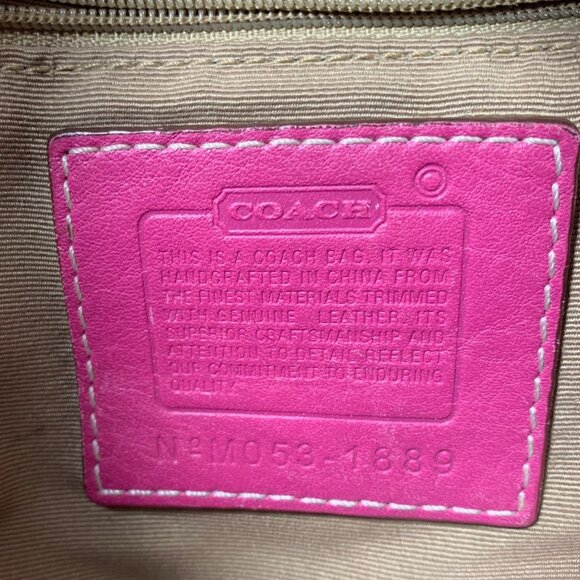 COACH
THIS IS A COACH BAG. IT WAS
HANDCRAFTED IN CHINA FROM
THE FINEST MATERIALS TRIMMED
WITH GENUINE LEATHER. ITS
SUPERIOR CRAFTSMANSHIP AND
ATTENTION TO DETAIL REFLECT
OUR COMMITMENT TO ENDURING
QUALITY.
Nº M053-1889